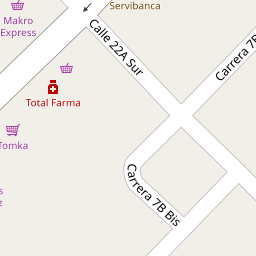 Servibanca
Makro
Express
Calle 22A Sur
Carrera 7B
Total Farma
Tomka
s
z
Carrera 7B Bis